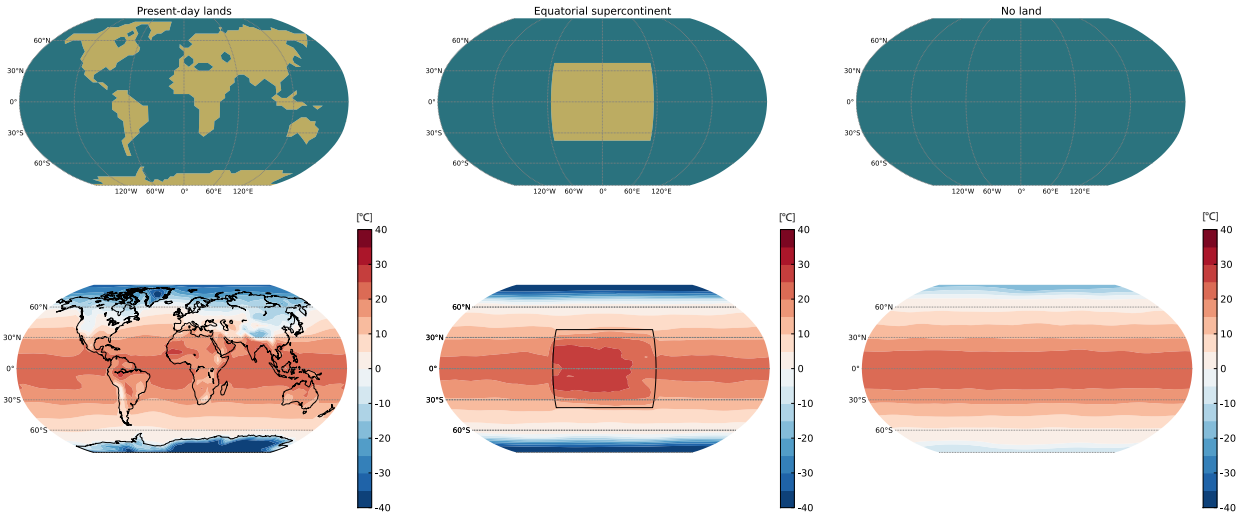 Present-day lands
Equatorial supercontinent
No land
60°N
30°N
0°
30°S
60°S
120°W 60°W 0° 60°E 120°E
60°N
30°N
0°
30°S
60°S
120°W 60°W 0° 60°E 120°E
60°N
30°N
0°
30°S
60°S
120°W 60°W 0° 60°E 120°E
[°C]
40
30
20
10
0
-10
-20
-30
-40
60°N
30°N
0°
30°S
60°S
[°C]
40
30
20
10
0
-10
-20
-30
-40
60°N
30°N
0°
30°S
60°S
[°C]
40
30
20
10
0
-10
-20
-30
-40
60°N
30°N
0°
30°S
60°S